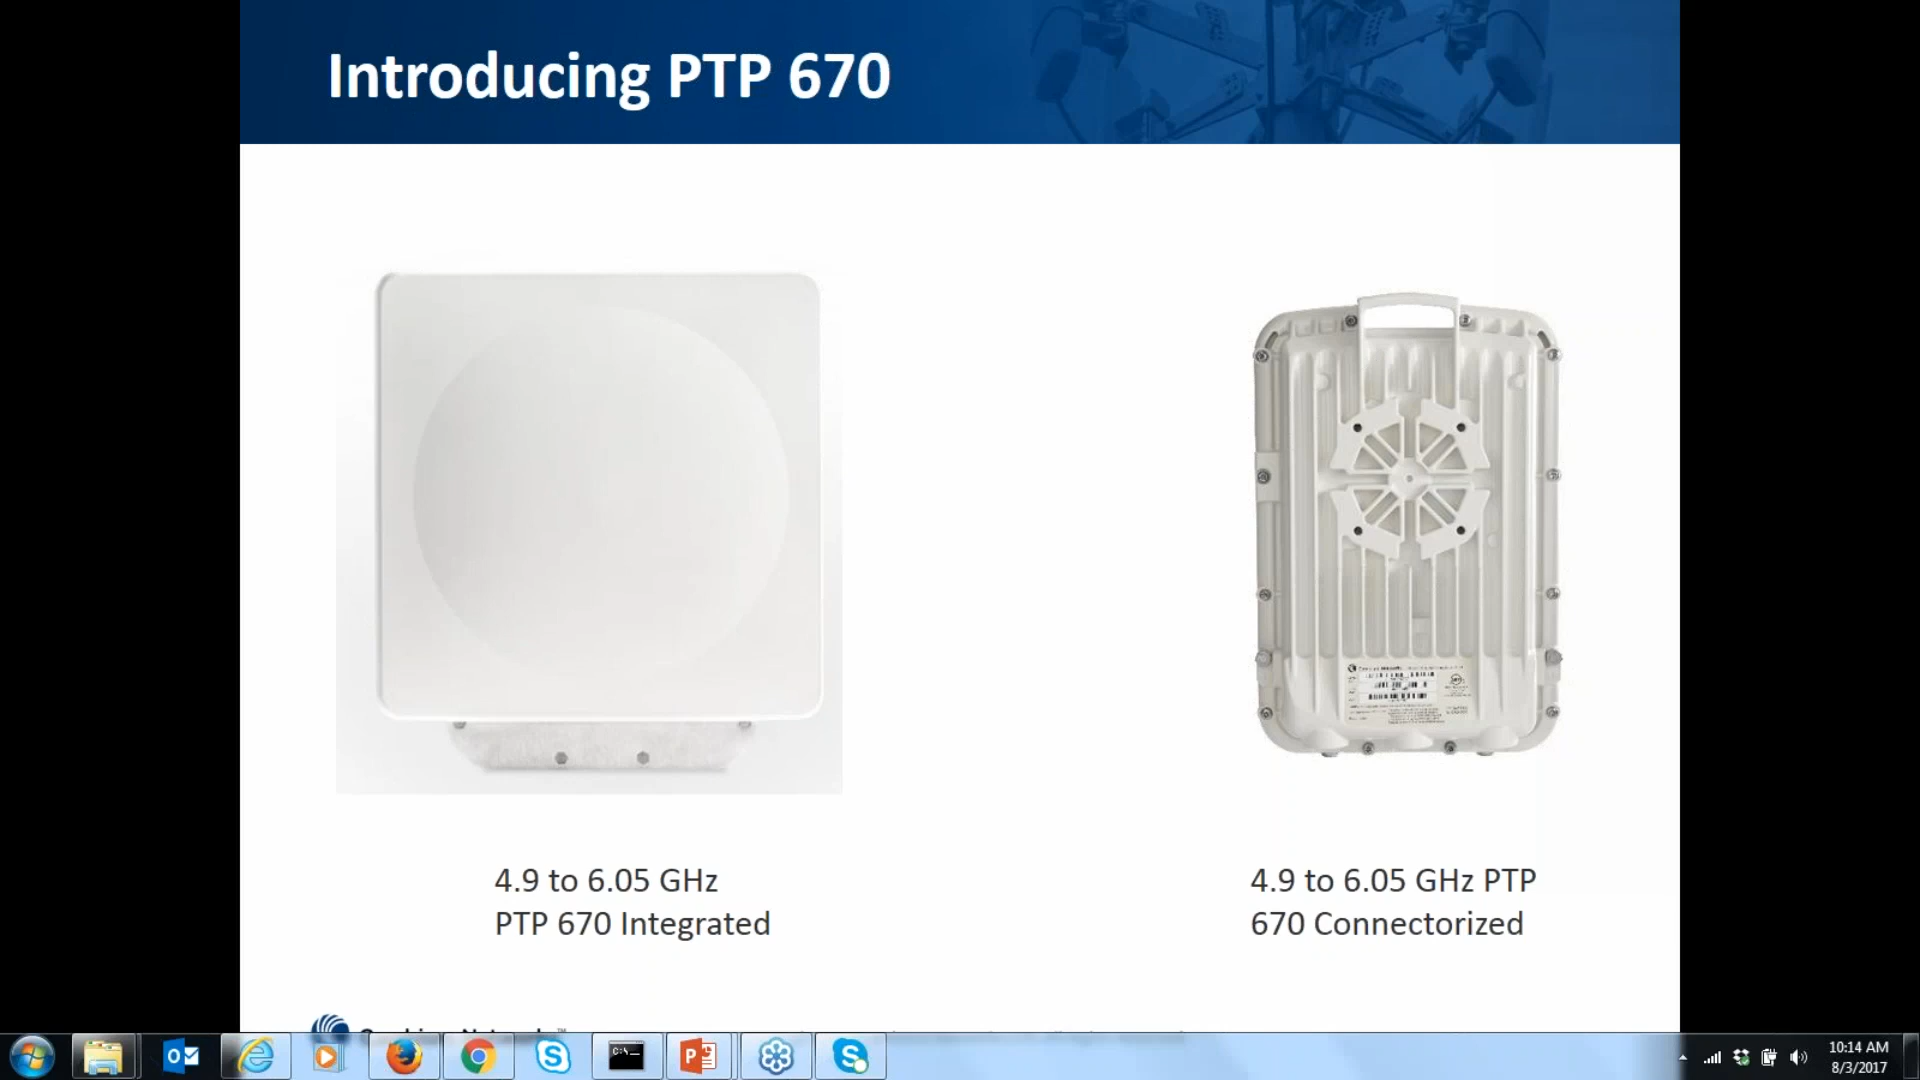 Introducing PTP 670
4.9 to 6.05 GHz
PTP 670 Integrated
4.9 to 6.05 GHz PTP
670 Connectorized
10:14 AM
8/3/2017